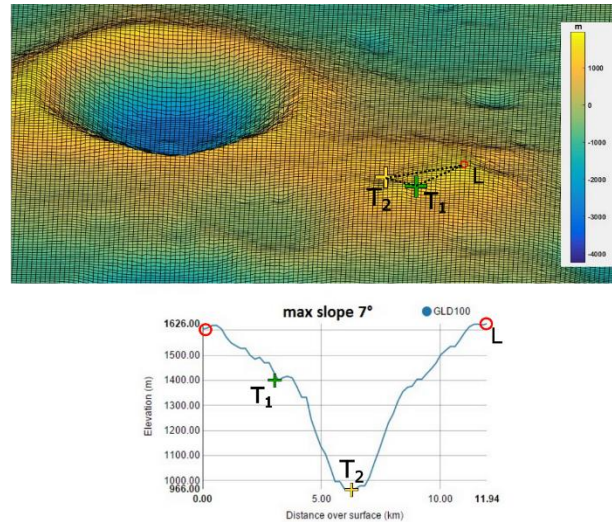 m
1000
0
-1000
-2000
-3000
-4000
T₂
T₁
L
max slope 7°
GLD100
1626.00
1500.00
1400.00
1300.00
1200.00
1100.00
1000.00
966.00
Elevation (m)
T₁
T₂
L
0.00
5.00
10.00
11.94
Distance over surface (km)